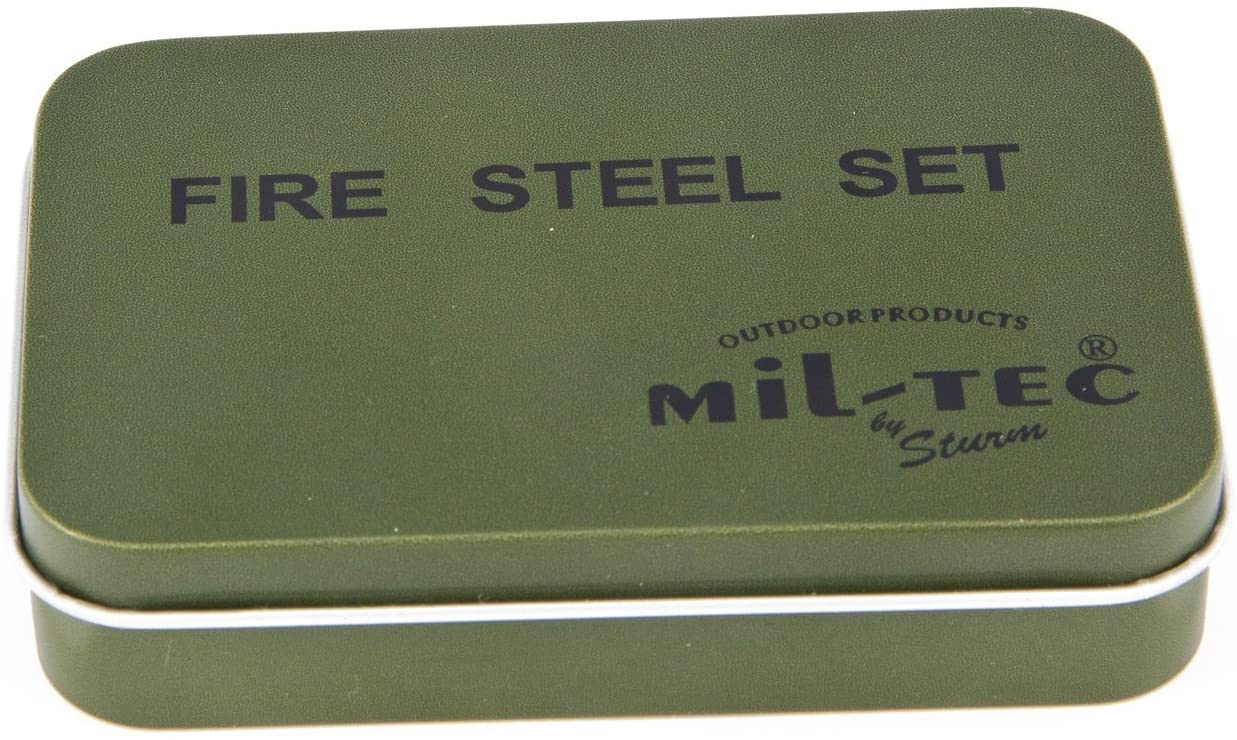 FIRE STEEL SET
OUTDOOR PRODUCTS
MiL-TEC®
by Sturm